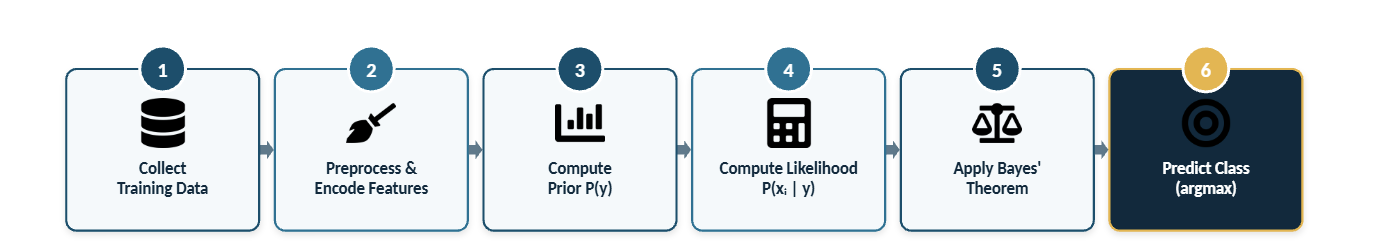 1
Collect
Training Data
2
Preprocess &
Encode Features
3
Compute
Prior P(y)
4
Compute Likelihood
P(xᵢ | y)
5
Apply Bayes'
Theorem
6
Predict Class
(argmax)